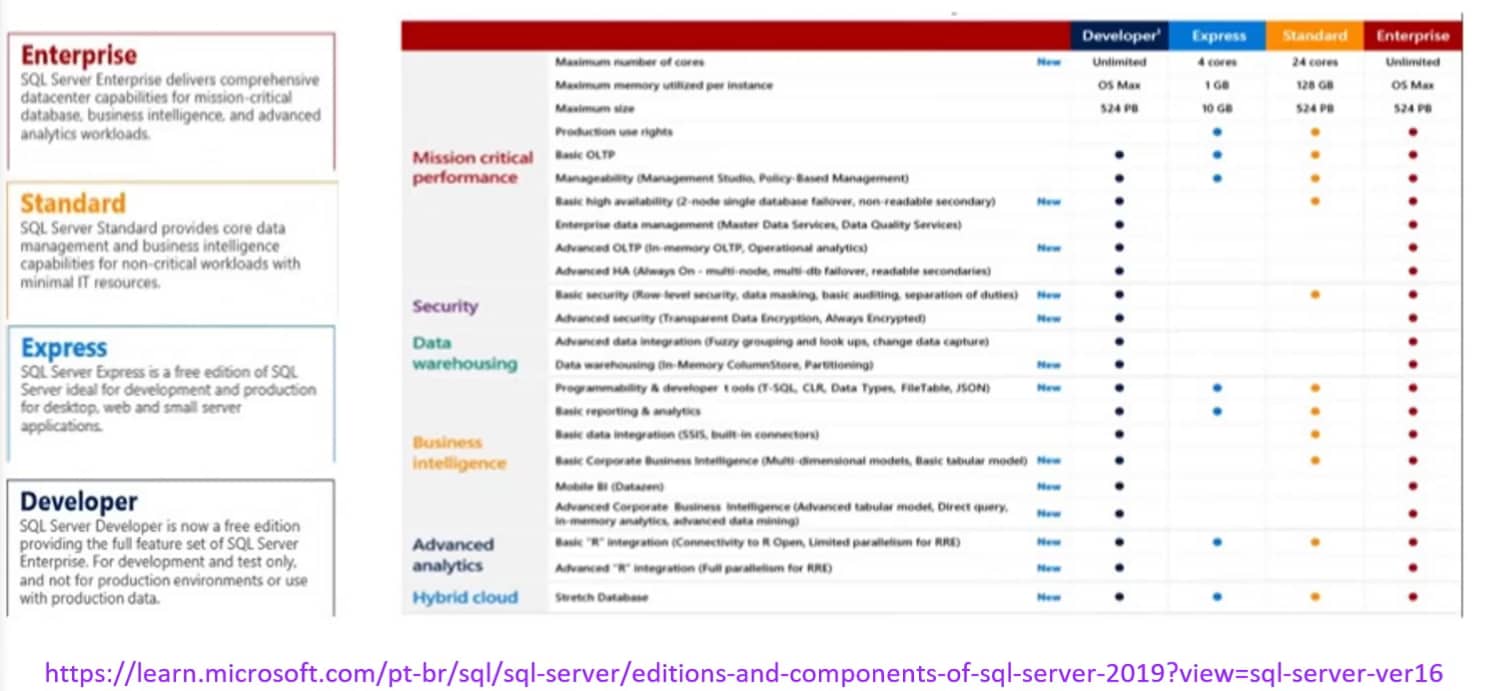 Enterprise
SQL Server Enterprise delivers comprehensive
datacenter capabilities for mission-critical
database, business intelligence, and advanced
analytics workloads.
Standard
SQL Server Standard provides core data
management and business intelligence
capabilities for non-critical workloads with
minimal IT resources.
Express
SQL Server Express is a free edition of SQL
Server ideal for development and production
for desktop, web and small server
applications.
Developer
SQL Server Developer is now a free edition
providing the full feature set of SQL Server
Enterprise. For development and test only,
and not for production environments or use
with production data.
Developer¹ Express Standard Enterprise
Maximum number of cores New Unlimited 4 cores 24 cores Unlimited
Maximum memory utilized per instance OS Max 1 GB 128 GB OS Max
Maximum size 524 PB 10 GB 524 PB 524 PB
Mission critical
performance
Production use rights
Basic OLTP
Manageability (Management Studio, Policy-Based Management)
Basic high availability (2-node single database failover, non-readable secondary) New
Enterprise data management (Master Data Services, Data Quality Services)
Advanced OLTP (In-memory OLTP, Operational analytics) New
Advanced HA (Always On - multi-node, multi-db failover, readable secondaries)
Security
Basic security (Row-level security, data masking, basic auditing, separation of duties) New
Advanced security (Transparent Data Encryption, Always Encrypted) New
Data
warehousing
Advanced data integration (Fuzzy grouping and look ups, change data capture)
Data warehousing (In-Memory ColumnStore, Partitioning) New
Business
intelligence
Programmability & developer tools (T-SQL, CLR, Data Types, FileTable, JSON) New
Basic reporting & analytics
Basic data integration (SSIS, built-in connectors)
Basic Corporate Business Intelligence (Multi-dimensional models, Basic tabular model) New
Mobile BI (Datazen) New
Advanced Corporate Business Intelligence (Advanced tabular model, Direct query,
in-memory analytics, advanced data mining) New
Advanced
analytics
Basic "R" integration (Connectivity to R Open, Limited parallelism for RRE) New
Advanced "R" integration (Full parallelism for RRE) New
Hybrid cloud
Stretch Database New
https://learn.microsoft.com/pt-br/sql/sql-server/editions-and-components-of-sql-server-2019?view=sql-server-ver16